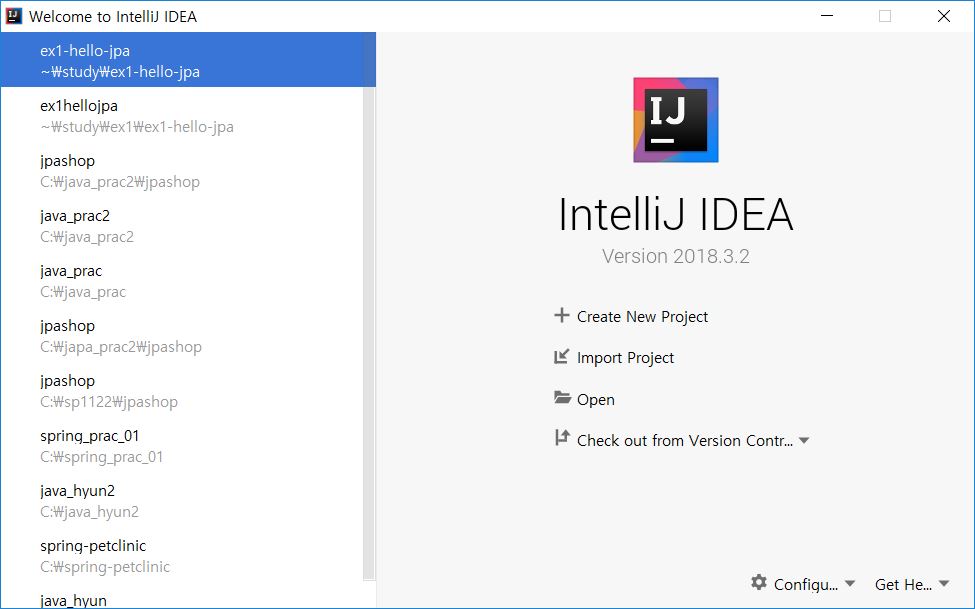 Welcome to IntelliJ IDEA
ex1-hello-jpa
~₩study₩ex1-hello-jpa
ex1hellojpa
~₩study₩ex1₩ex1-hello-jpa
jpashop
C:₩java_prac2₩jpashop
java_prac2
C:₩java_prac2
java_prac
C:₩java_prac
jpashop
C:₩japa_prac2₩jpashop
jpashop
C:₩sp1122₩jpashop
spring_prac_01
C:₩spring_prac_01
java_hyun2
C:₩java_hyun2
spring-petclinic
C:₩spring-petclinic
java_hyun
IJ
IntelliJ IDEA
Version 2018.3.2
Create New Project
Import Project
Open
Check out from Version Contr...
Configu...
Get He...